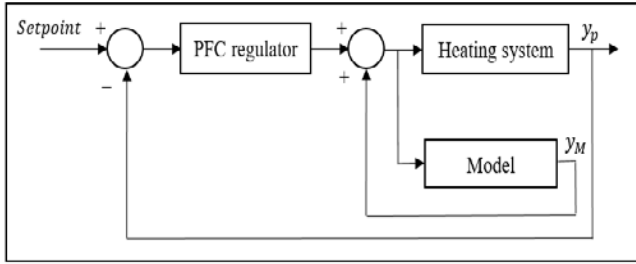 Setpoint
+
−
PFC regulator
+
+
Heating system
y_p
Model
y_M